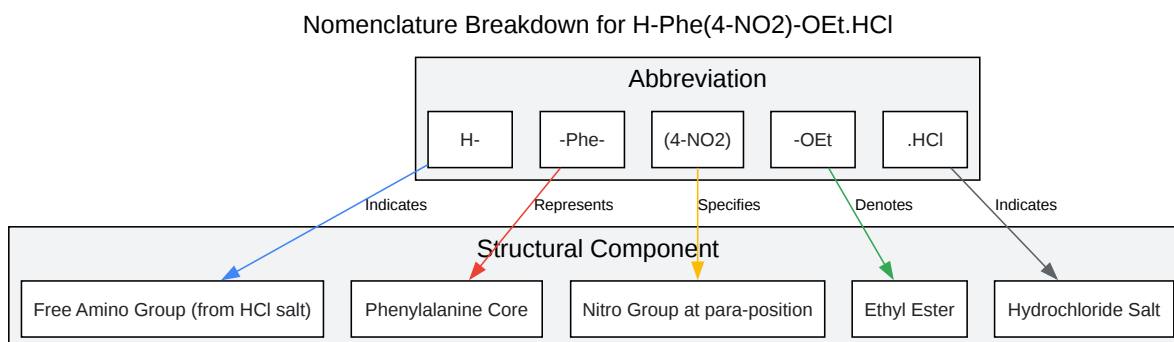 Nomenclature Breakdown for H-Phe(4-NO2)-OEt.HCl
Abbreviation
H-
-Phe-
(4-NO2)
-OEt
.HCl
Indicates
Represents
Specifies
Denotes
Indicates
Structural Component
Free Amino Group (from HCl salt)
Phenylalanine Core
Nitro Group at para-position
Ethyl Ester
Hydrochloride Salt